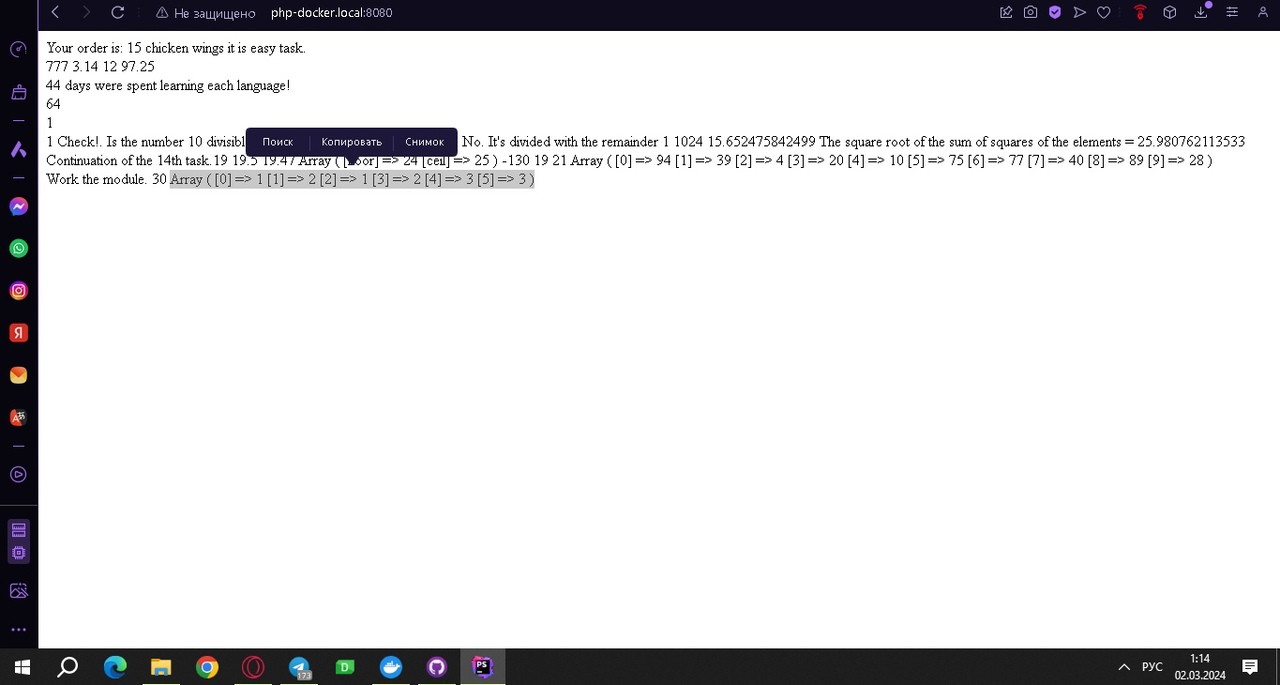 Не защищено php-docker.local:8080
Your order is: 15 chicken wings it is easy task.
777 3.14 12 97.25
44 days were spent learning each language!
64
1
1 Check!. Is the number 10 No. It's divided with the remainder 1 1024 15.652475842499 The square root of the sum of squares of the elements = 25.980762113533
Поиск Копировать Снимок
Continuation of the 14th task.19 19.5 19.47 Array ( => 24 [ceil] => 25 ) -130 19 21 Array ( [0] => 94 [1] => 39 [2] => 4 [3] => 20 [4] => 10 [5] => 75 [6] => 77 [7] => 40 [8] => 89 [9] => 28 )
Work the module. 30 Array ( [0] => 1 [1] => 2 [2] => 1 [3] => 2 [4] => 3 [5] => 3 )
Я
173
D
PS
РУС
1:14
02.03.2024